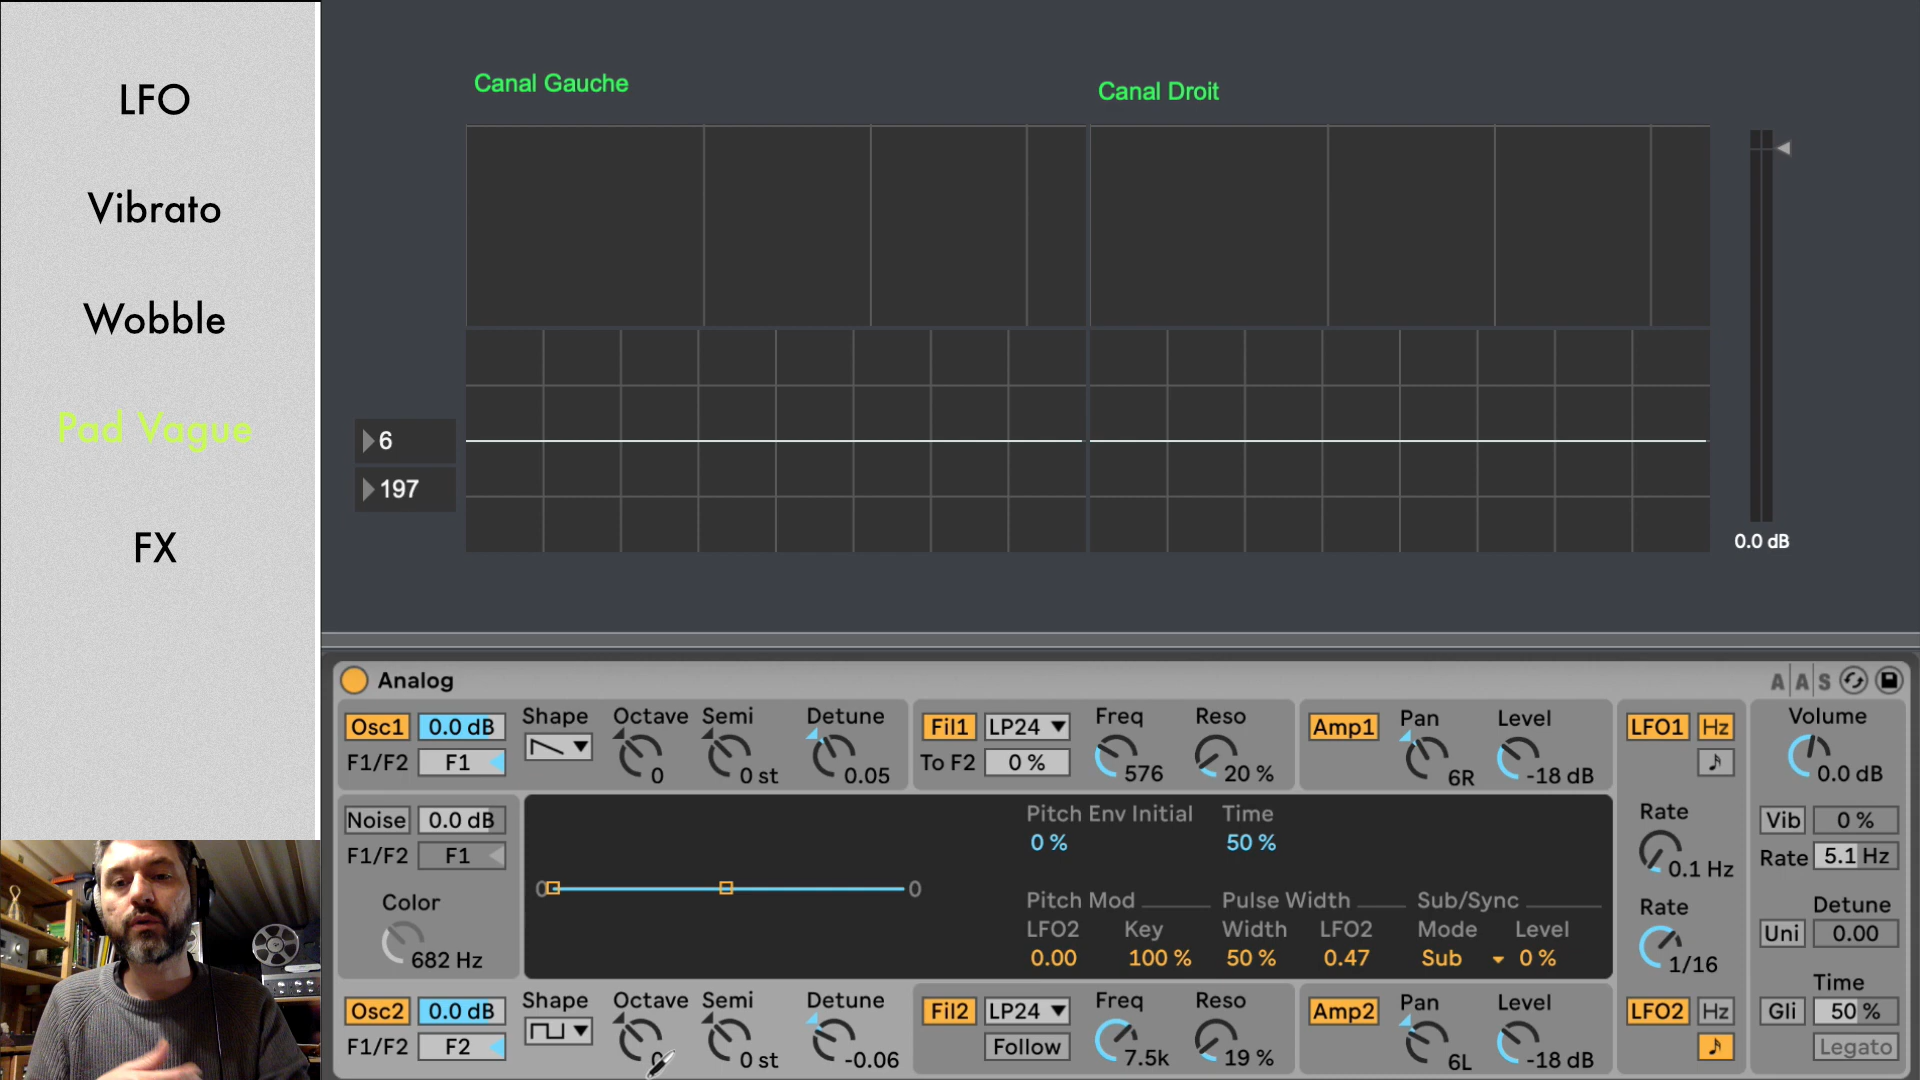 LFO
Vibrato
Wobble
Pad Vague
FX
Canal Gauche
Canal Droit
6
197
0.0 dB
Analog
A A S
Osc1 0.0 dB Shape Octave Semi Detune
F1/F2 F1 0 0 st 0.05
Fil1 LP24 Freq Reso
To F2 0 % 576 20 %
Amp1 Pan Level
6R -18 dB
LFO1 Hz
Volume
0.0 dB
Noise 0.0 dB
F1/F2 F1
Color
682 Hz
0 0
Pitch Env Initial Time
0 % 50 %
Pitch Mod Pulse Width Sub/Sync
LFO2 Key Width LFO2 Mode Level
0.00 100 % 50 % 0.47 Sub 0 %
Rate
0.1 Hz
Rate
1/16
Vib 0 %
Rate 5.1 Hz
Detune
Uni 0.00
Time
Gli 50 %
Legato
Osc2 0.0 dB Shape Octave Semi Detune
F1/F2 F2 0 0 st -0.06
Fil2 LP24 Freq Reso
Follow 7.5k 19 %
Amp2 Pan Level
6L -18 dB
LFO2 Hz